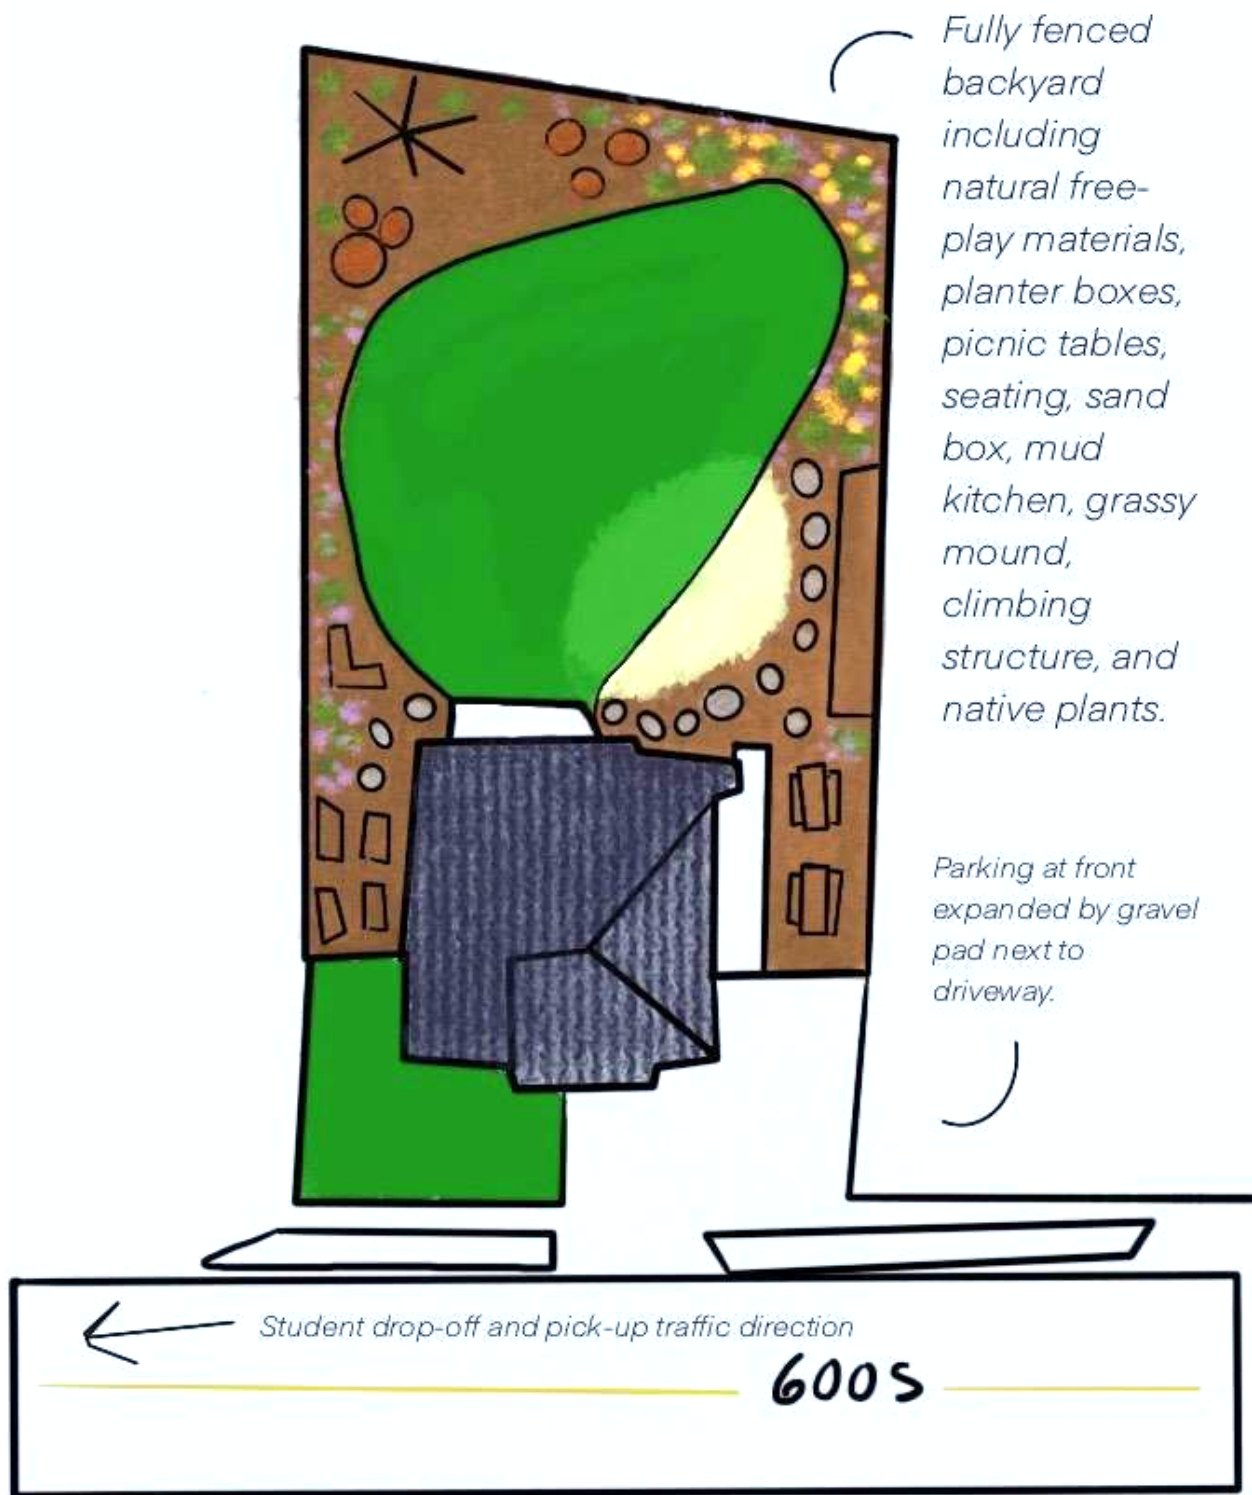 Fully fenced
backyard
including
natural free-
play materials,
planter boxes,
picnic tables,
seating, sand
box, mud
kitchen, grassy
mound,
climbing
structure, and
native plants.
Parking at front
expanded by gravel
pad next to
driveway.
Student drop-off and pick-up traffic direction
600S